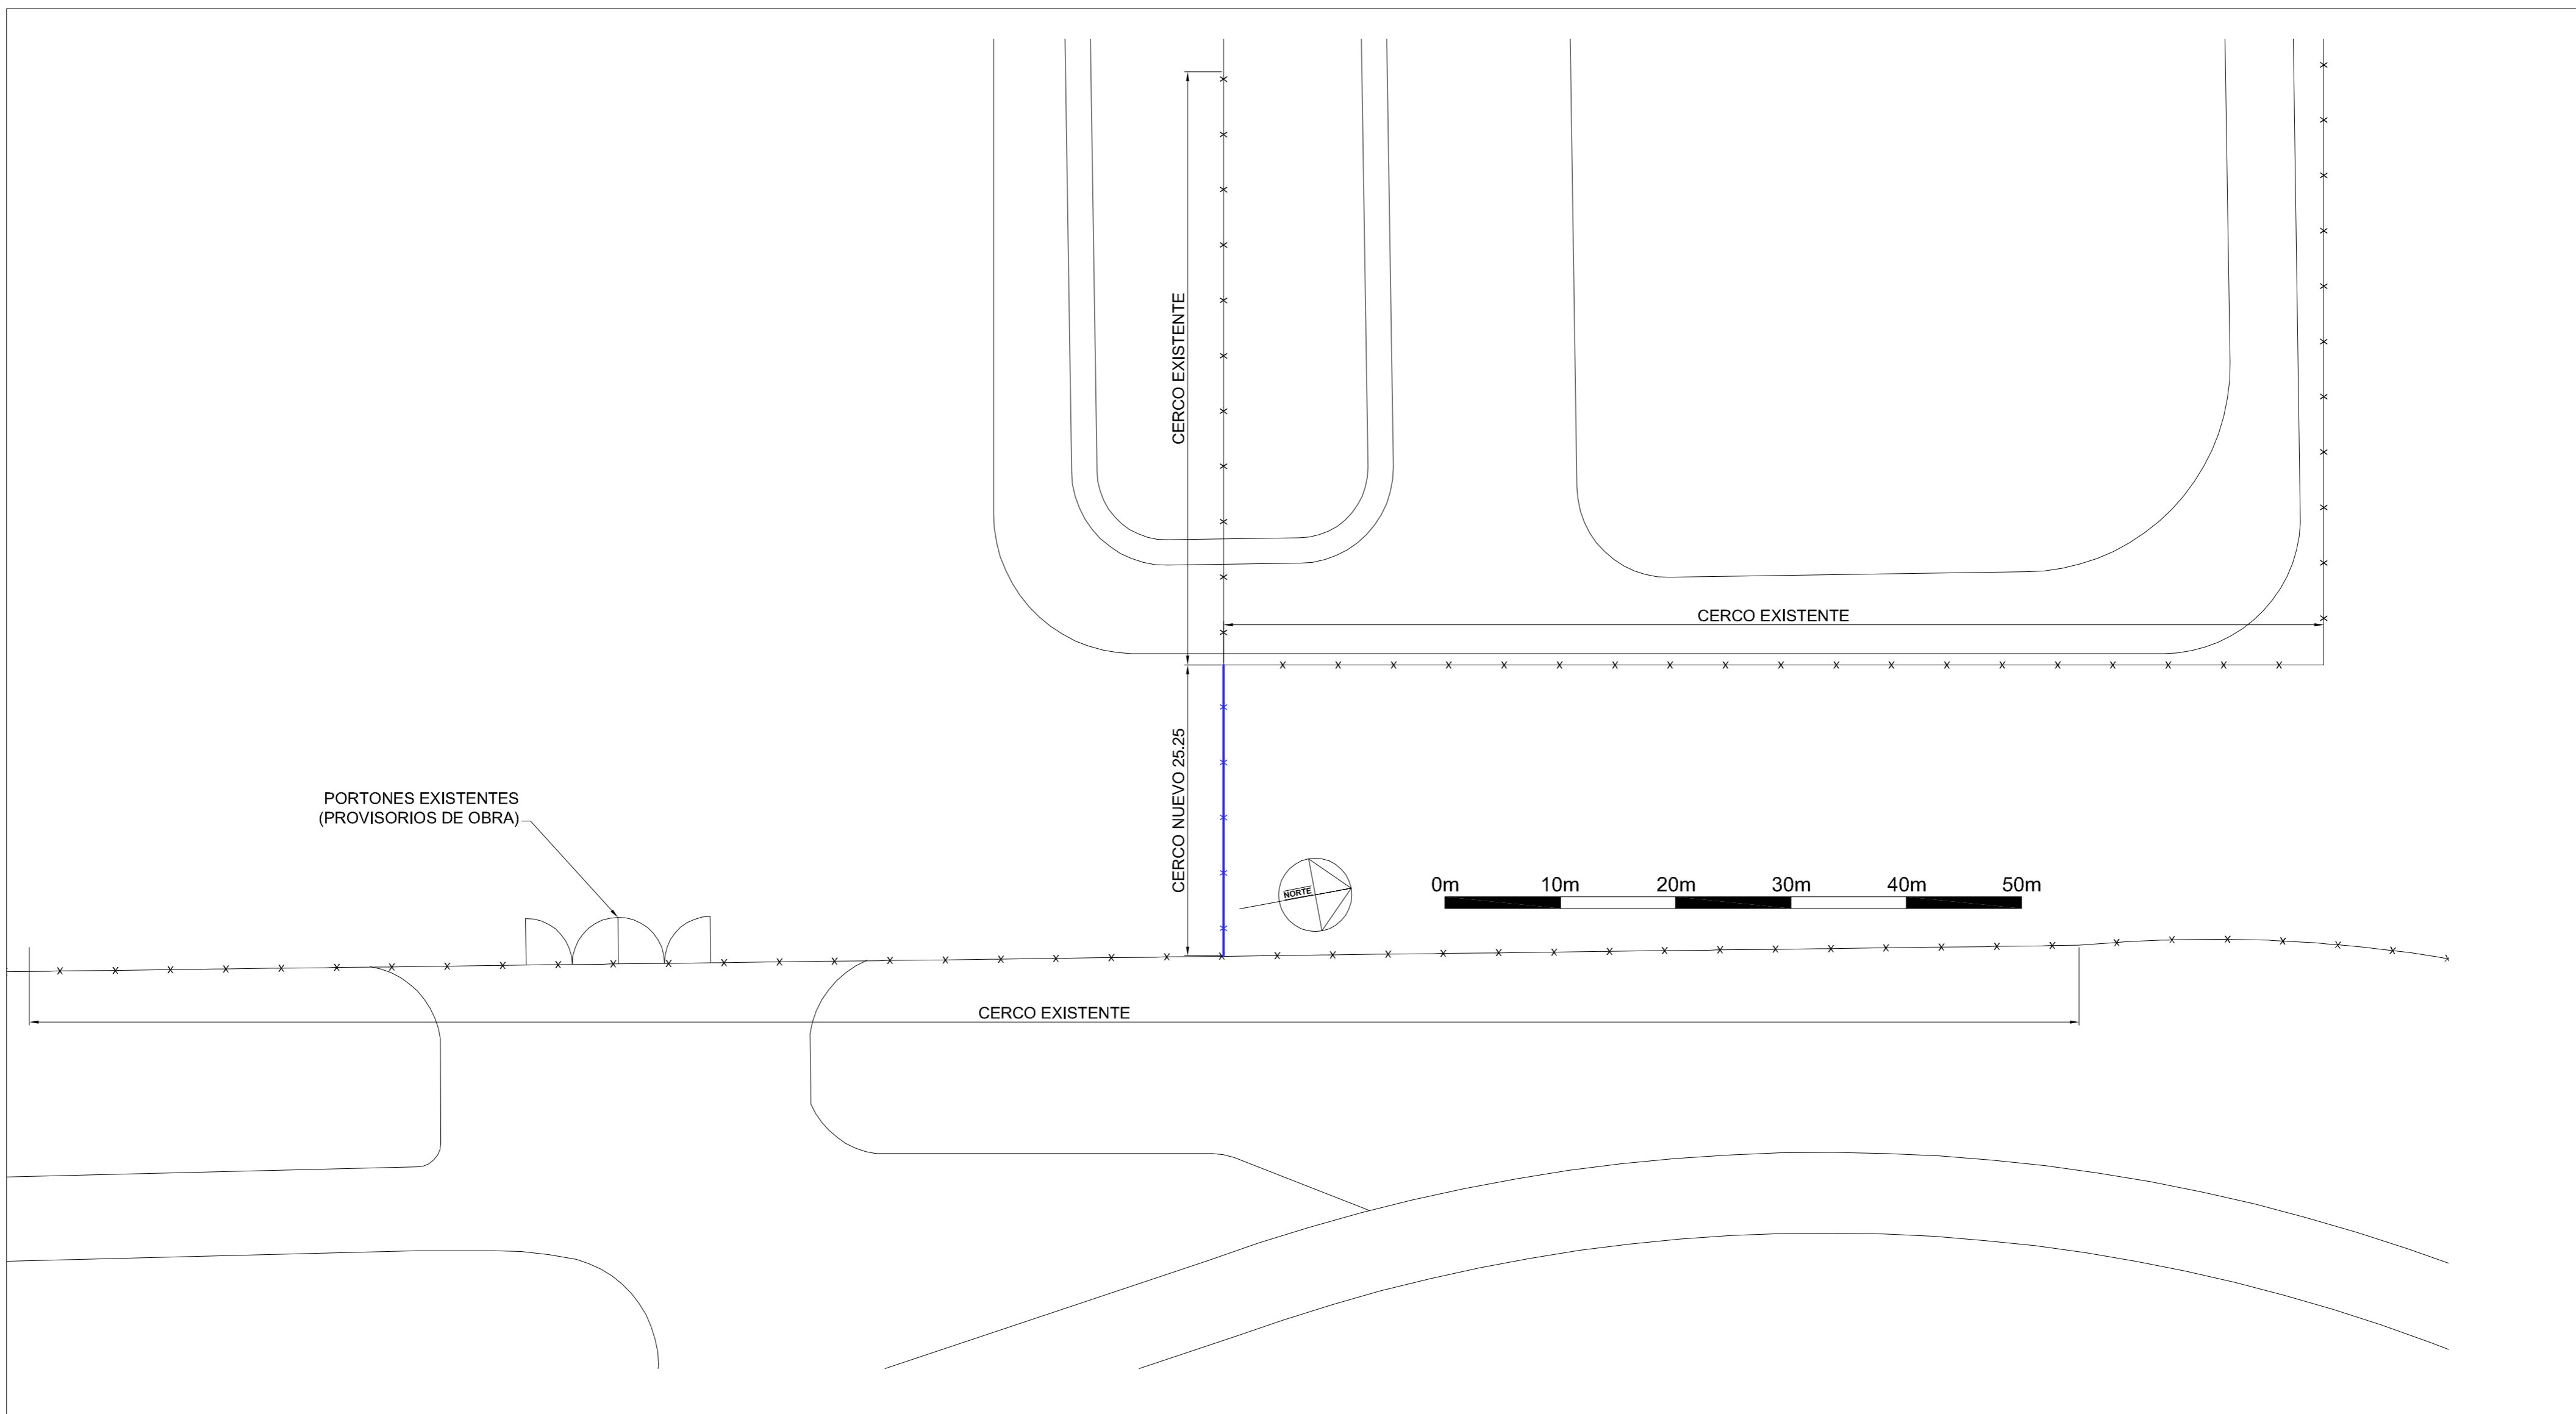 CERCO EXISTENTE
CERCO EXISTENTE
CERCO NUEVO 25.25
PORTONES EXISTENTES
(PROVISORIOS DE OBRA)
NORTE
0m 10m 20m 30m 40m 50m
CERCO EXISTENTE